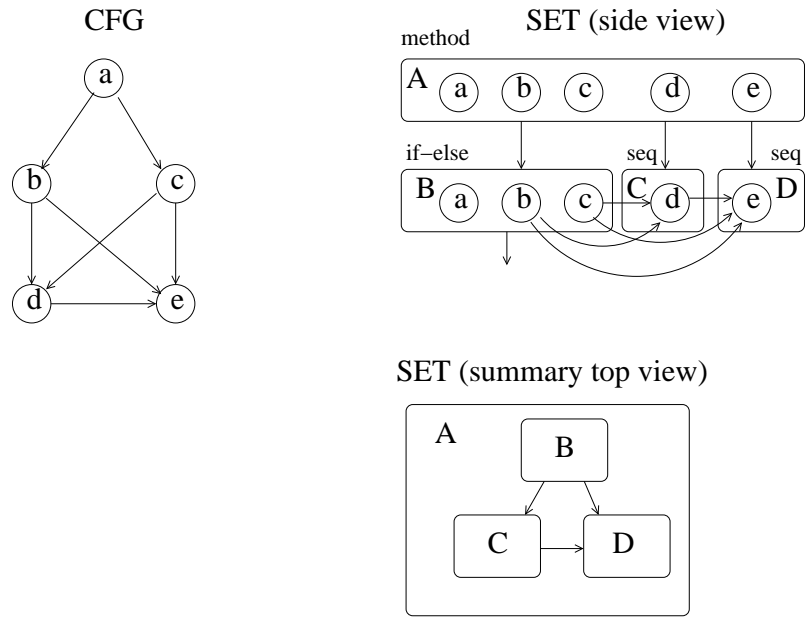 CFG
a
b
c
d
e
SET (side view)
method
A
a b c d e
if−else
seq
seq
B
a b c
C
d
e
D
SET (summary top view)
A
B
C
D